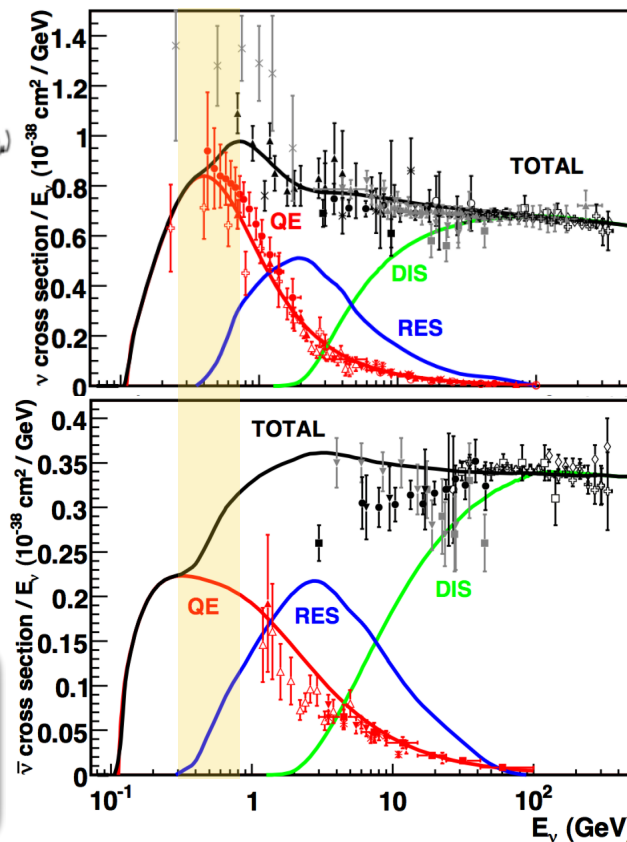 ν cross section / E_ν (10⁻³⁸ cm² / GeV)
1.4
1.2
1
0.8
0.6
0.4
0.2
0
TOTAL
QE
DIS
RES
ν̅ cross section / E_ν (10⁻³⁸ cm² / GeV)
0.4
0.35
0.3
0.25
0.2
0.15
0.1
0.05
0
TOTAL
QE
RES
DIS
10⁻¹ 1 10 10²
E_ν (GeV)